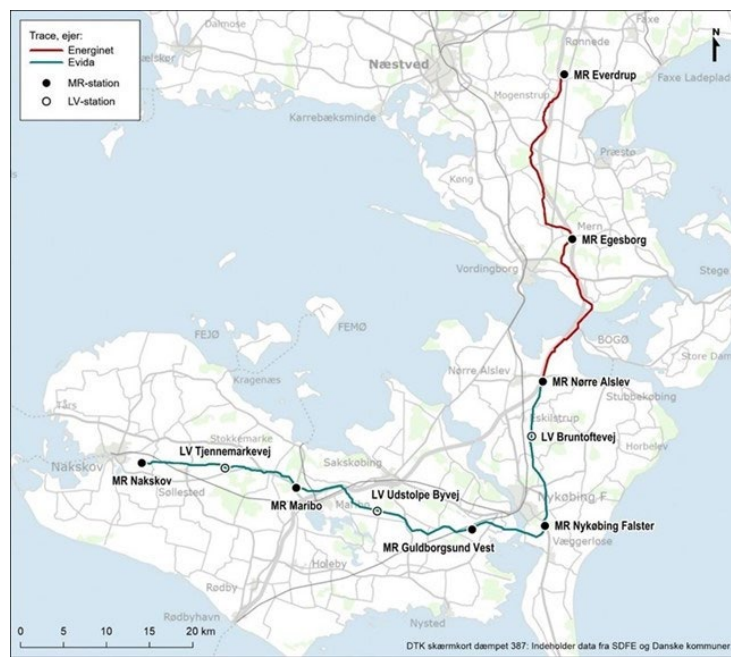 Trace, ejer:
Energinet
Evida
MR-station
LV-station
N
Dalmose
Næstved
Rønnede
Faxe
Faxe Ladeplads
MR Everdrup
Mogenstrup
Karrebæksminde
Præstø
Køng
Mern
MR Egesborg
Vordingborg
Stege
FEJØ
FEMØ
BOGØ
Store Dam
Kragenæs
Nørre Alslev
MR Nørre Alslev
Stubbekøbing
Tårs
Eskilstrup
LV Bruntoftevej
Horbelev
Stokkemarke
LV Tjennemarkevej
Sakskøbing
Nakskov
MR Nakskov
Søllested
MR Maribo
Maribo
LV Udstolpe Byvej
Nykøbing F
MR Nykøbing Falster
Væggerløse
MR Guldborgsund Vest
Holeby
Rødby
Nysted
Rødbyhavn
0 5 10 15 20 km
DTK skærmkort dæmpet 387: Indeholder data fra SDFE og Danske kommuner